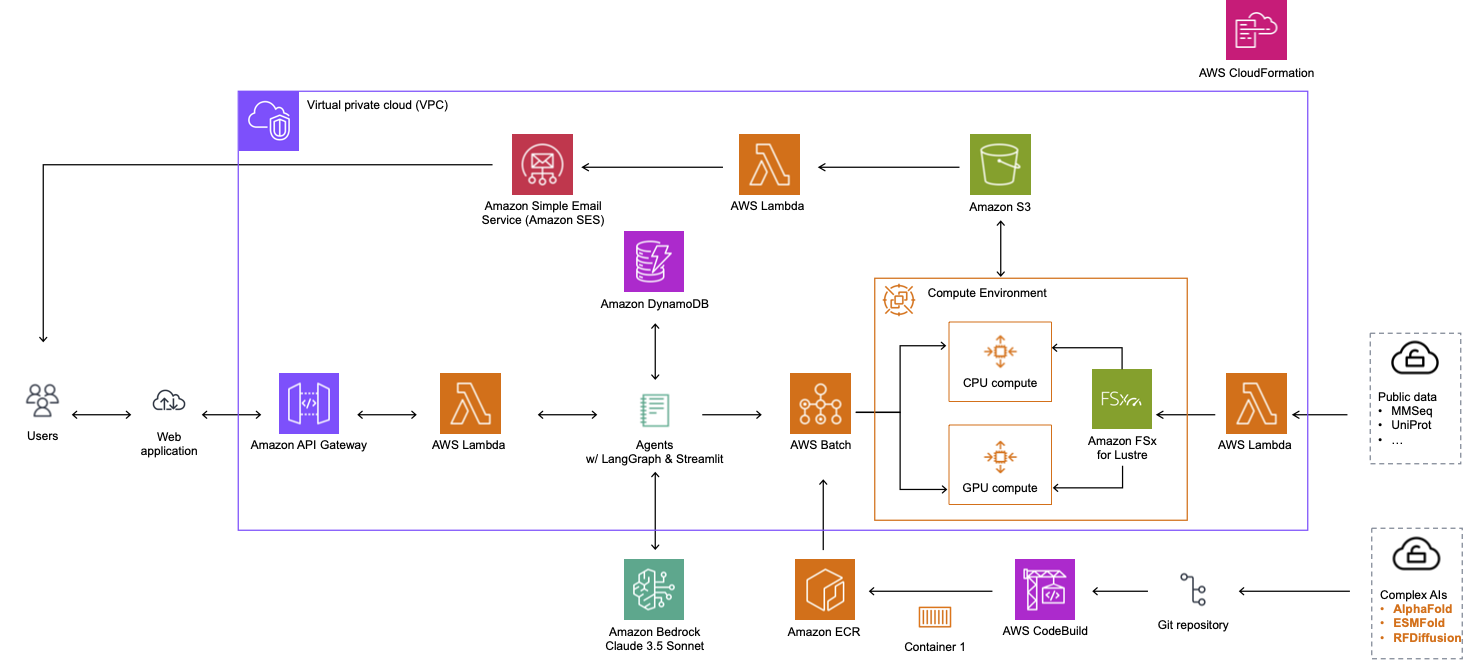 AWS CloudFormation
Virtual private cloud (VPC)
Amazon Simple Email
Service (Amazon SES)
AWS Lambda
Amazon S3
Amazon DynamoDB
Compute Environment
CPU compute
GPU compute
FSx
Amazon FSx
for Lustre
Users
Web
application
Amazon API Gateway
AWS Lambda
Agents
w/ LangGraph & Streamlit
AWS Batch
AWS Lambda
Public data
• MMSeq
• UniProt
• ...
Amazon Bedrock
Claude 3.5 Sonnet
Amazon ECR
Container 1
AWS CodeBuild
Git repository
Complex AIs
• AlphaFold
• ESMFold
• RFDiffusion